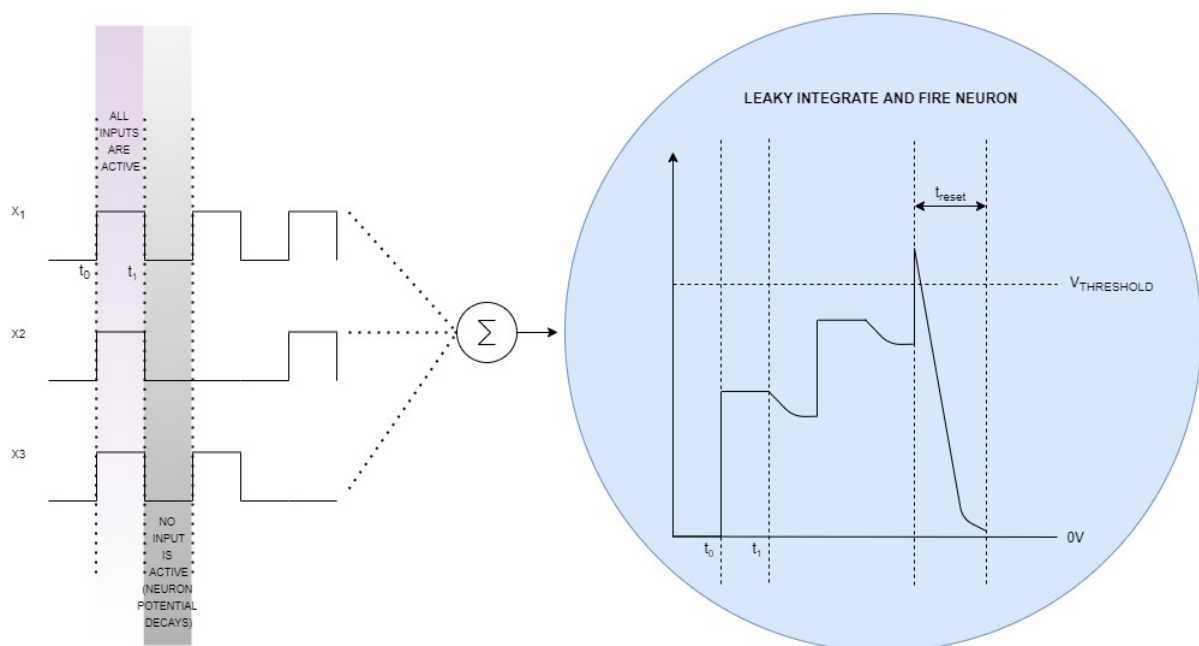 ALL
INPUTS
ARE
ACTIVE
X1
t0
t1
X2
X3
NO
INPUT
IS
ACTIVE
(NEURON
POTENTIAL
DECAYS)
Σ
LEAKY INTEGRATE AND FIRE NEURON
treset
VTHRESHOLD
0V
t0
t1